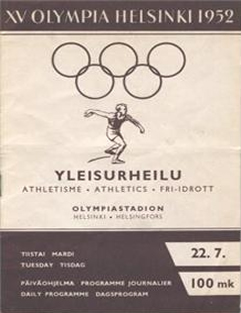 XV OLYMPIA HELSINKI 1952
YLEISURHEILU
ATHLETISME • ATHLETICS • FRI-IDROTT
OLYMPIASTADION
HELSINKI • HELSINGFORS
TIISTAI MARDI
TUESDAY TISDAG
22.7.
PÄIVÄOHJELMA PROGRAMME JOURNALIER
DAILY PROGRAMME DAGSPROGRAM
100 mk